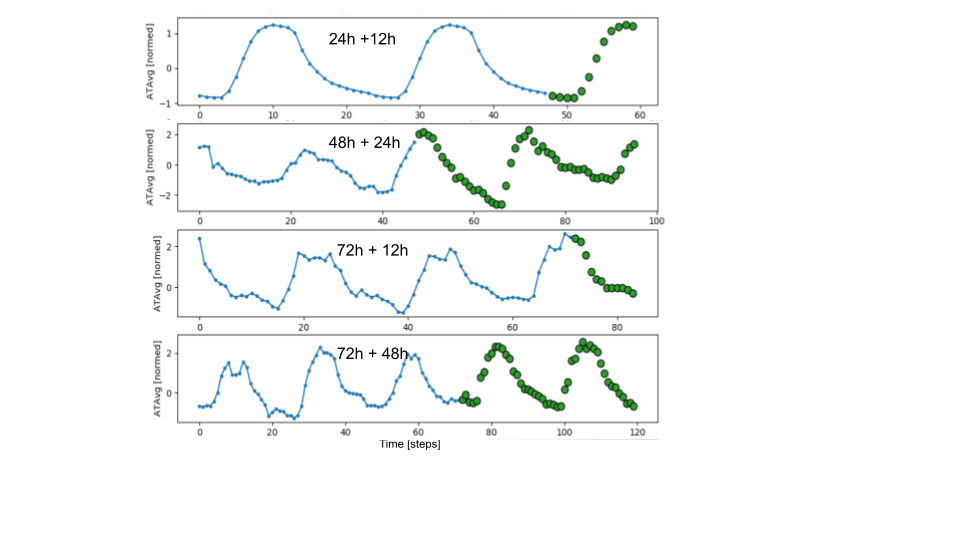 ATAvg [normed]
24h +12h
1
0
−1
0 10 20 30 40 50 60
ATAvg [normed]
48h + 24h
2
0
−2
0 20 40 60 80 100
ATAvg [normed]
72h + 12h
2
0
0 20 40 60 80
ATAvg [normed]
72h + 48h
2
0
0 20 40 60 80 100 120
Time [steps]